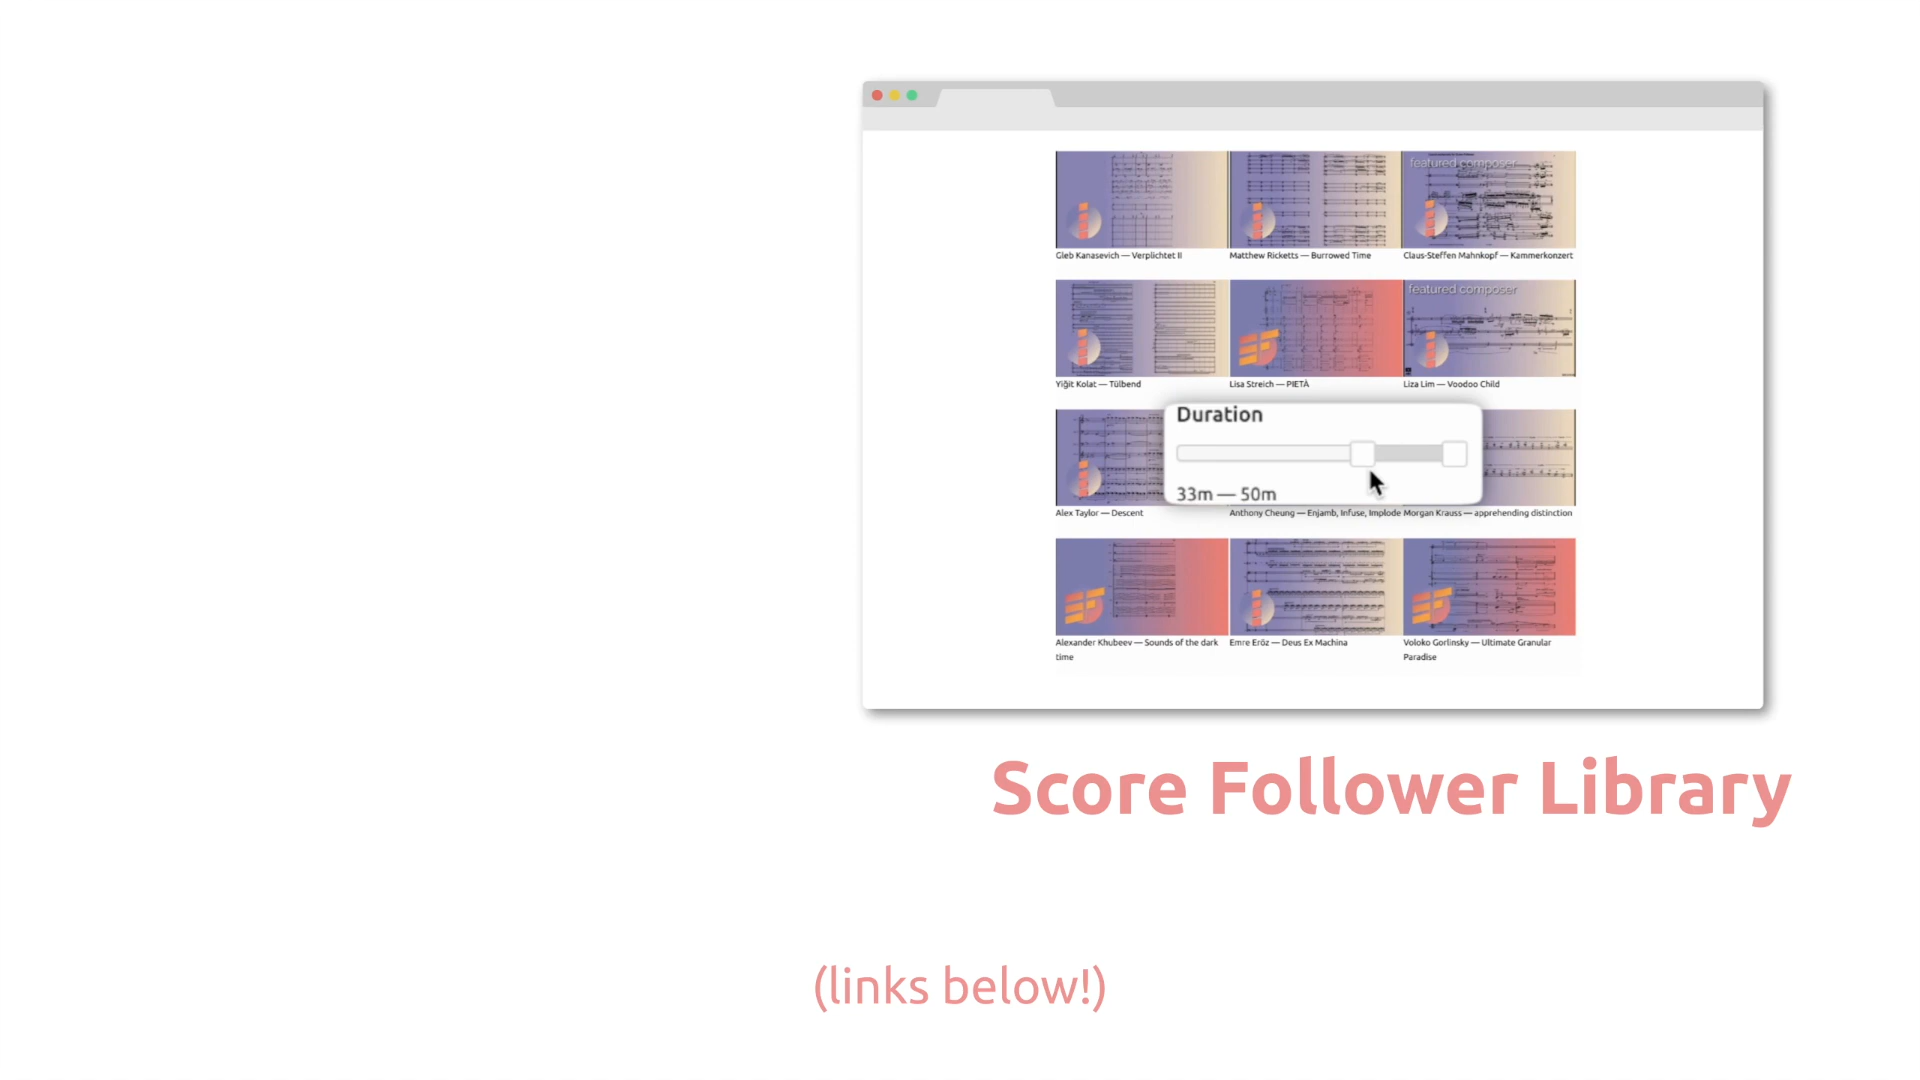 featured composer
Gleb Kanasevich — Verplichtet II
Matthew Ricketts — Burrowed Time
Claus-Steffen Mahnkopf — Kammerkonzert
featured composer
Yiğit Kolat — Tülbend
Lisa Streich — PIETÀ
Liza Lim — Voodoo Child
Duration
33m — 50m
Alex Taylor — Descent
Anthony Cheung — Enjamb, Infuse, Implode
Morgan Krauss — apprehending distinction
Alexander Khubeev — Sounds of the dark
time
Emre Eröz — Deus Ex Machina
Voloko Gorlinsky — Ultimate Granular
Paradise
Score Follower Library
(links below!)